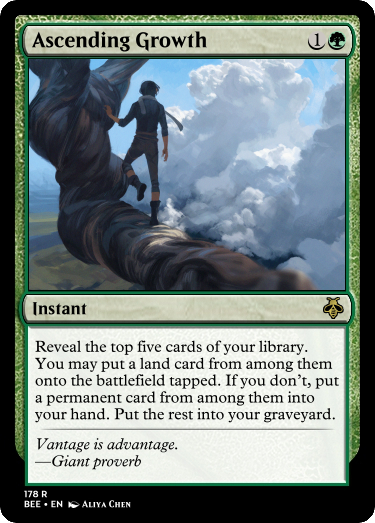 Ascending Growth 1
Instant
Reveal the top five cards of your library.
You may put a land card from among them
onto the battlefield tapped. If you don't, put
a permanent card from among them into
your hand. Put the rest into your graveyard.
Vantage is advantage.
—Giant proverb
178 R
BEE • EN Aliya Chen